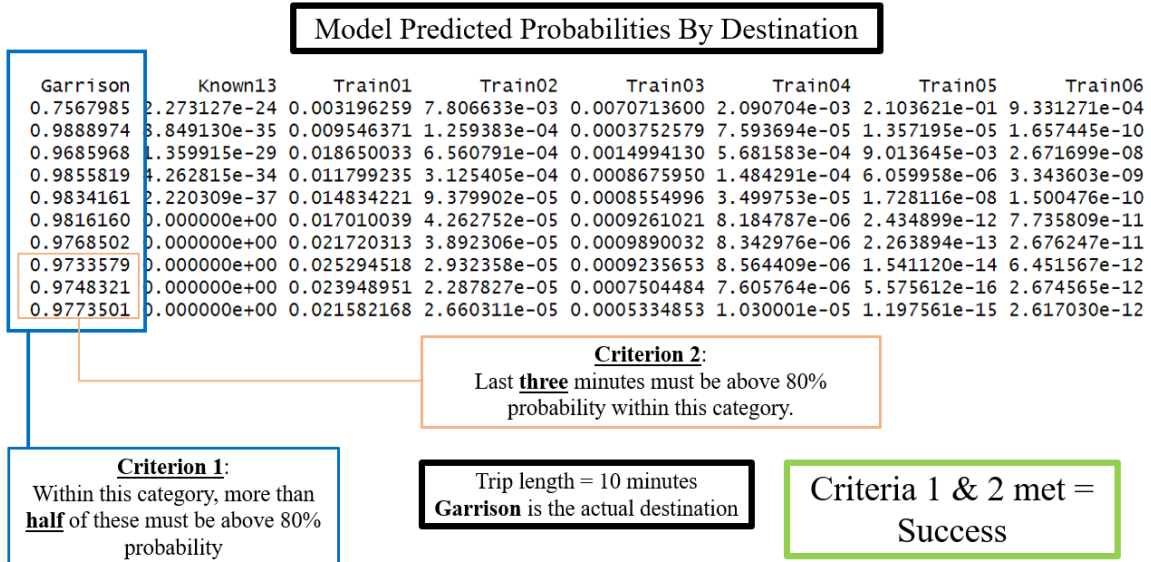 Model Predicted Probabilities By Destination
Garrison Known13 Train01 Train02 Train03 Train04 Train05 Train06
0.7567985 2.273127e-24 0.003196259 7.806633e-03 0.0070713600 2.090704e-03 2.103621e-01 9.331271e-04
0.9888974 .849130e-35 0.009546371 1.259383e-04 0.0003752579 7.593694e-05 1.357195e-05 1.657445e-10
0.9685968 1.359915e-29 0.018650033 6.560791e-04 0.0014994130 5.681583e-04 9.013645e-03 2.671699e-08
0.9855819 4.262815e-34 0.011799235 3.125405e-04 0.0008675950 1.484291e-04 6.059958e-06 3.343603e-09
0.9834161 2.220309e-37 0.014834221 9.379902e-05 0.0008554996 3.499753e-05 1.728116e-08 1.500476e-10
0.9816160 0.000000e+00 0.017010039 4.262752e-05 0.0009261021 8.184787e-06 2.434899e-12 7.735809e-11
0.9768502 0.000000e+00 0.021720313 3.892306e-05 0.0009890032 8.342976e-06 2.263894e-13 2.676247e-11
0.9733579 0.000000e+00 0.025294518 2.932358e-05 0.0009235653 8.564409e-06 1.541120e-14 6.451567e-12
0.9748321 0.000000e+00 0.023948951 2.287827e-05 0.0007504484 7.605764e-06 5.575612e-16 2.674565e-12
0.9773501 0.000000e+00 0.021582168 2.660311e-05 0.0005334853 1.030001e-05 1.197561e-15 2.617030e-12
Criterion 2:
Last three minutes must be above 80%
probability within this category.
Criterion 1:
Within this category, more than
half of these must be above 80%
probability
Trip length = 10 minutes
Garrison is the actual destination
Criteria 1 & 2 met =
Success